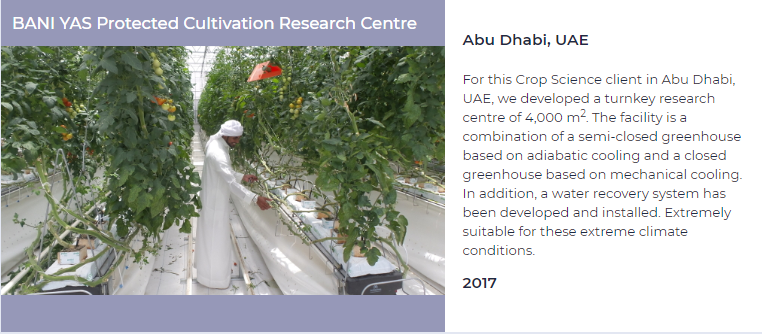 BANI YAS Protected Cultivation Research Centre
Abu Dhabi, UAE
For this Crop Science client in Abu Dhabi,
UAE, we developed a turnkey research
centre of 4,000 m². The facility is a
combination of a semi-closed greenhouse
based on adiabatic cooling and a closed
greenhouse based on mechanical cooling.
In addition, a water recovery system has
been developed and installed. Extremely
suitable for these extreme climate
conditions.
2017